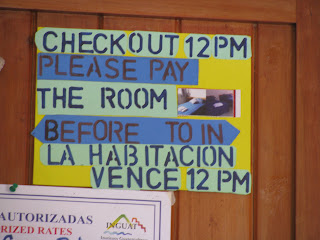 CHECKOUT 12 PM
PLEASE PAY
THE ROOM
BEFORE TO IN
LA HABITACION
VENCE 12 PM
AUTORIZADAS
RIZED RATES
INGUAT